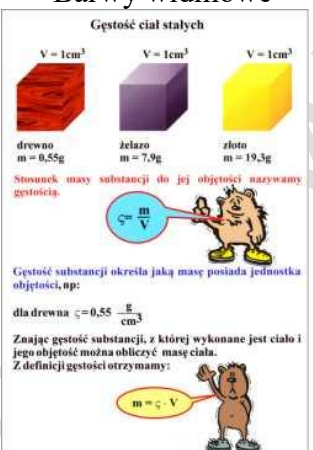 Barwy widmowe
Gęstość ciał stałych
V = 1cm³ V = 1cm³ V = 1cm³
drewno żelazo złoto
m = 0,55g m = 7,9g m = 19,3g
Stosunek masy substancji do jej objętości nazywamy
gęstością.
ς = m/V
Gęstość substancji określa jaką masę posiada jednostka
objętości, np:
dla drewna ς = 0,55 g/cm³
Znając gęstość substancji, z której wykonane jest ciało i
jego objętość można obliczyć masę ciała.
Z definicji gęstości otrzymamy:
m = ς · V